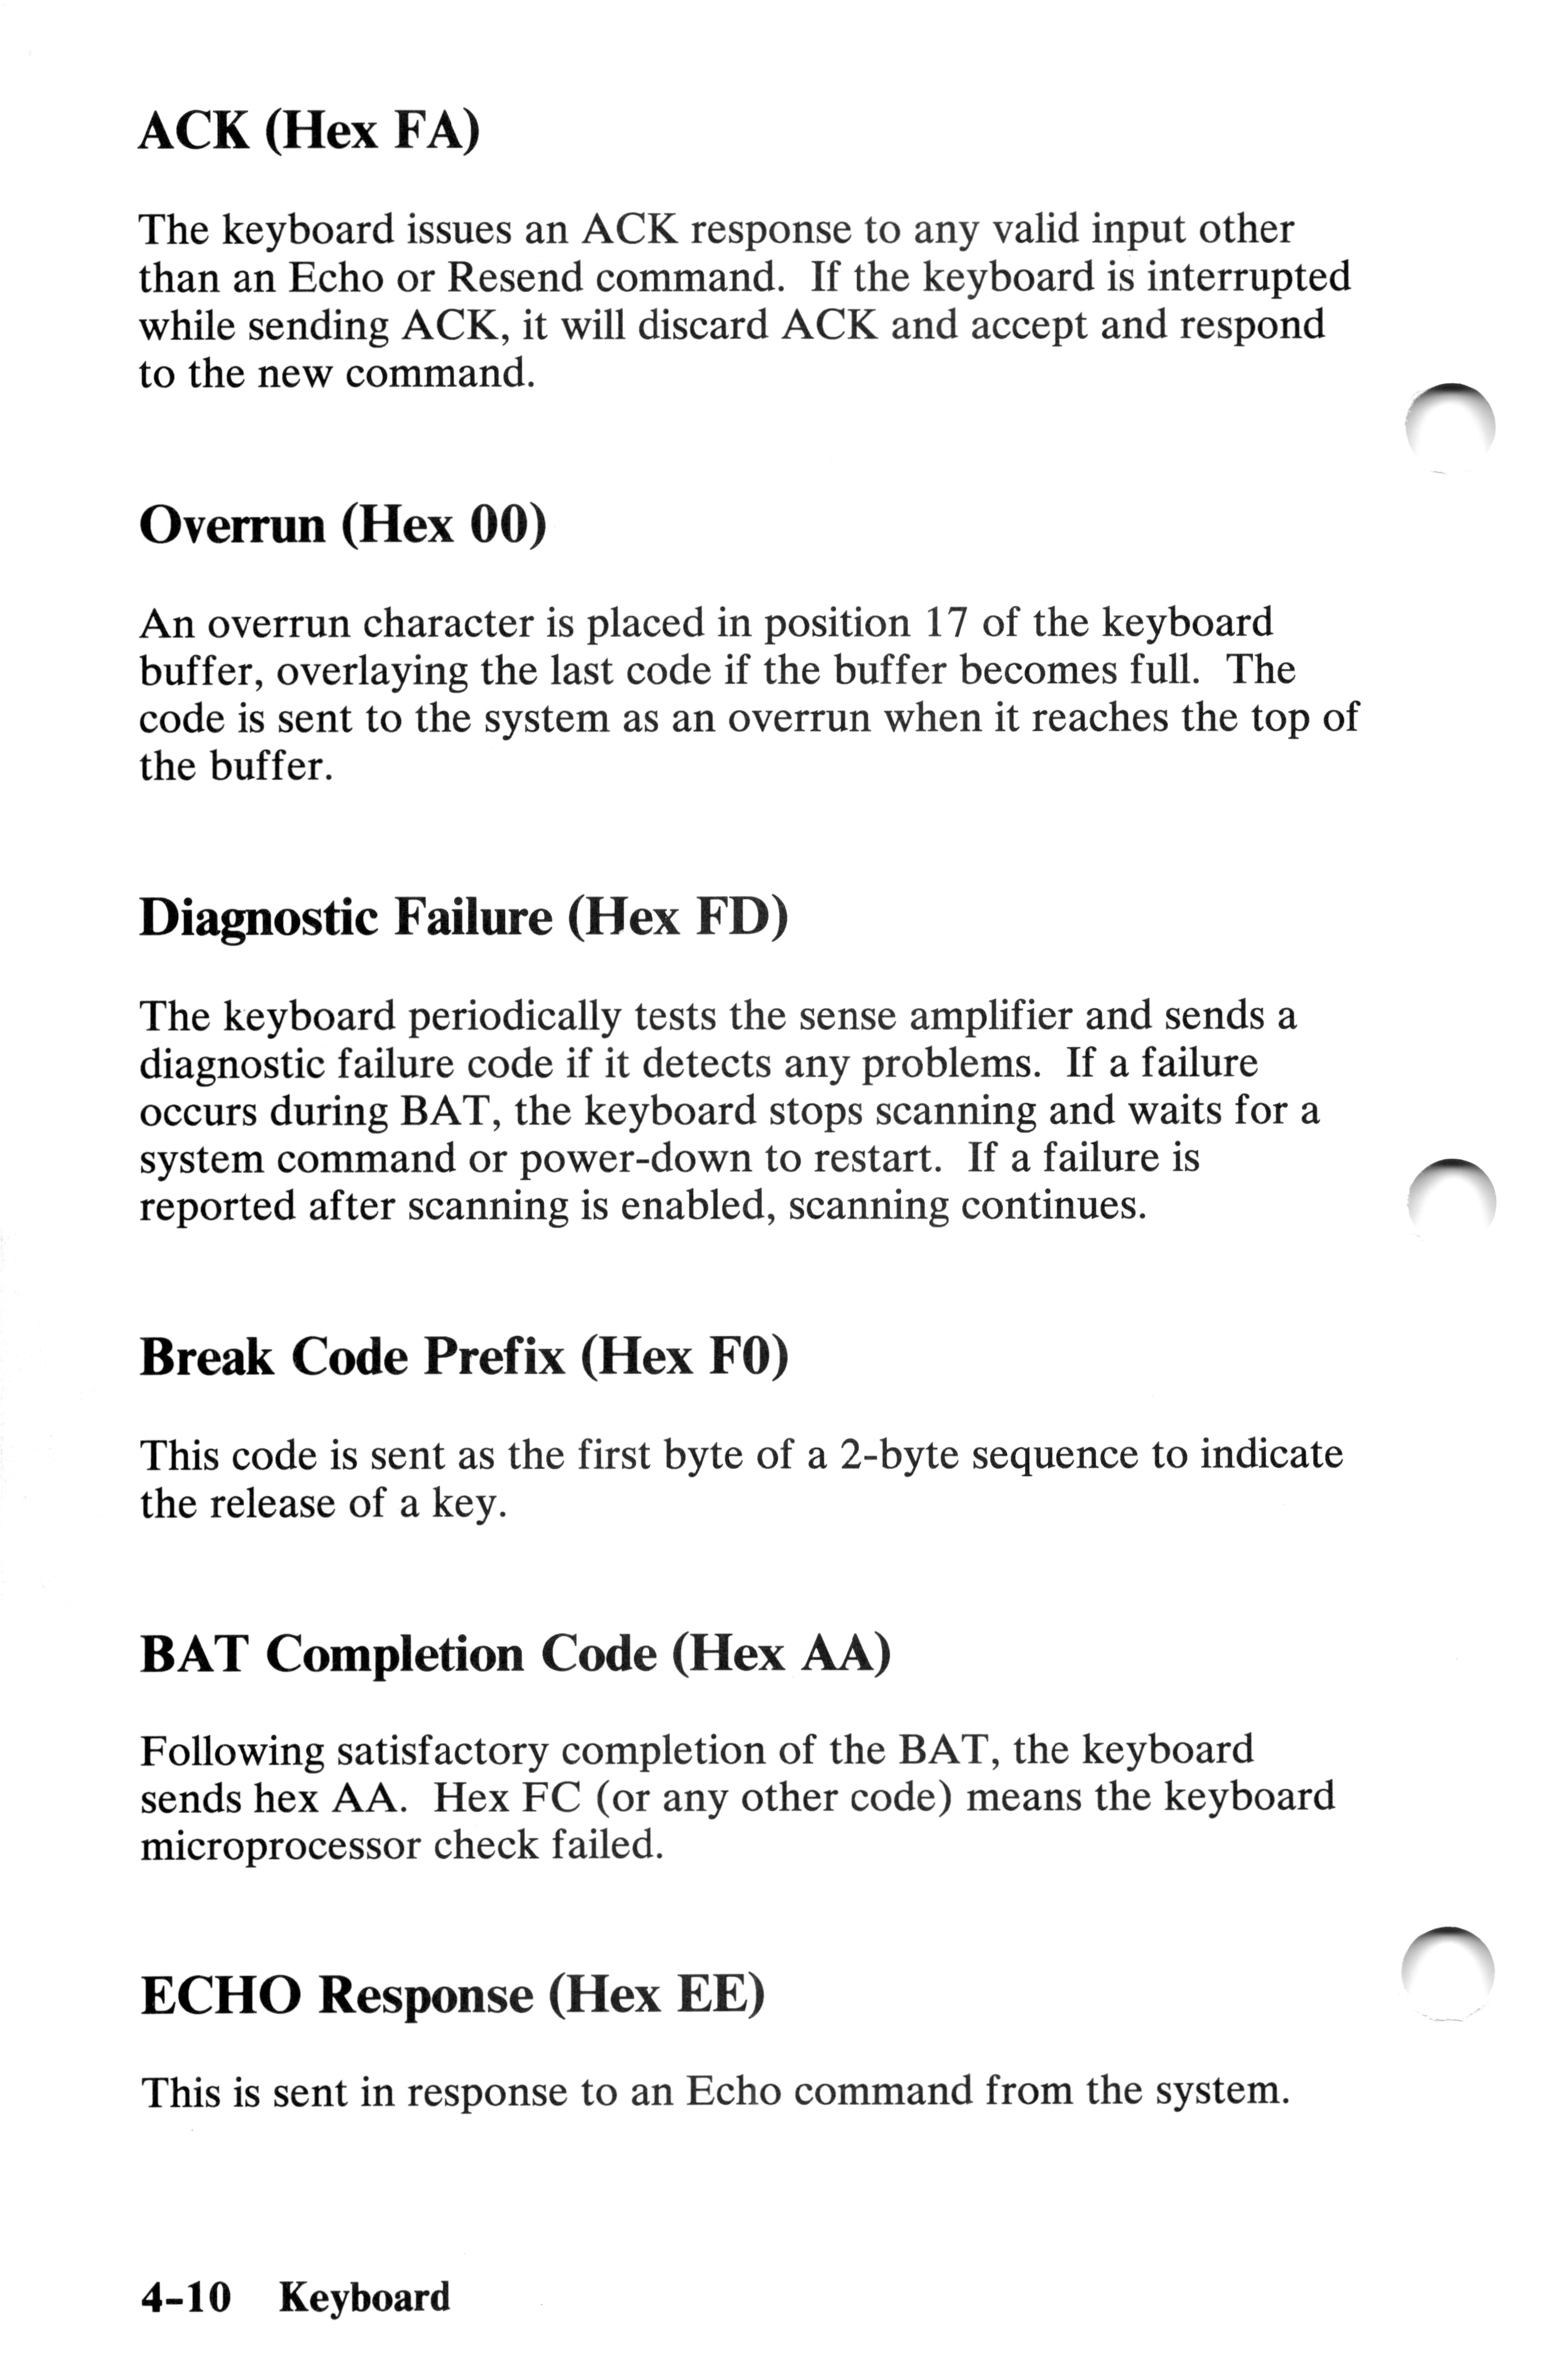 ACK (Hex FA)
The keyboard issues an ACK response to any valid input other
than an Echo or Resend command. If the keyboard is interrupted
while sending ACK, it will discard ACK and accept and respond
to the new command.
Overrun (Hex 00)
An overrun character is placed in position 17 of the keyboard
buffer, overlaying the last code if the buffer becomes full. The
code is sent to the system as an overrun when it reaches the top of
the buffer.
Diagnostic Failure (Hex FD)
The keyboard periodically tests the sense amplifier and sends a
diagnostic failure code if it detects any problems. If a failure
occurs during BAT, the keyboard stops scanning and waits for a
system command or power-down to restart. If a failure is
reported after scanning is enabled, scanning continues.
Break Code Prefix (Hex F0)
This code is sent as the first byte of a 2-byte sequence to indicate
the release of a key.
BAT Completion Code (Hex AA)
Following satisfactory completion of the BAT, the keyboard
sends hex AA. Hex FC (or any other code) means the keyboard
microprocessor check failed.
ECHO Response (Hex EE)
This is sent in response to an Echo command from the system.
4-10 Keyboard